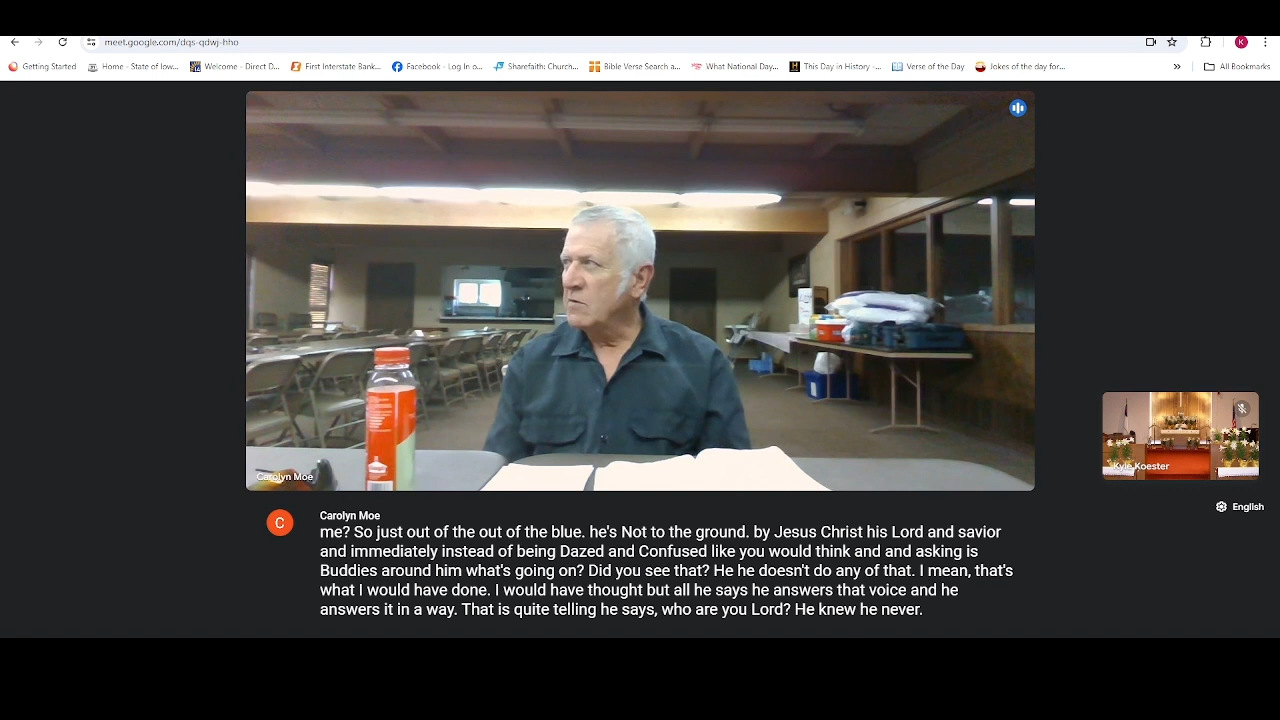 meet.google.com/dqs-qdwj-hho
Getting Started
Home - State of Iow...
Welcome - Direct D...
First Interstate Bank...
Facebook - Log In o...
Sharefaith: Church...
Bible Verse Search a...
What National Day...
This Day in History -...
Verse of the Day
Jokes of the day for...
»
All Bookmarks
K
Carolyn Moe
Kyle Koester
English
C
Carolyn Moe
me? So just out of the out of the blue. he's Not to the ground. by Jesus Christ his Lord and savior
and immediately instead of being Dazed and Confused like you would think and and asking is
Buddies around him what's going on? Did you see that? He he doesn't do any of that. I mean, that's
what I would have done. I would have thought but all he says he answers that voice and he
answers it in a way. That is quite telling he says, who are you Lord? He knew he never.